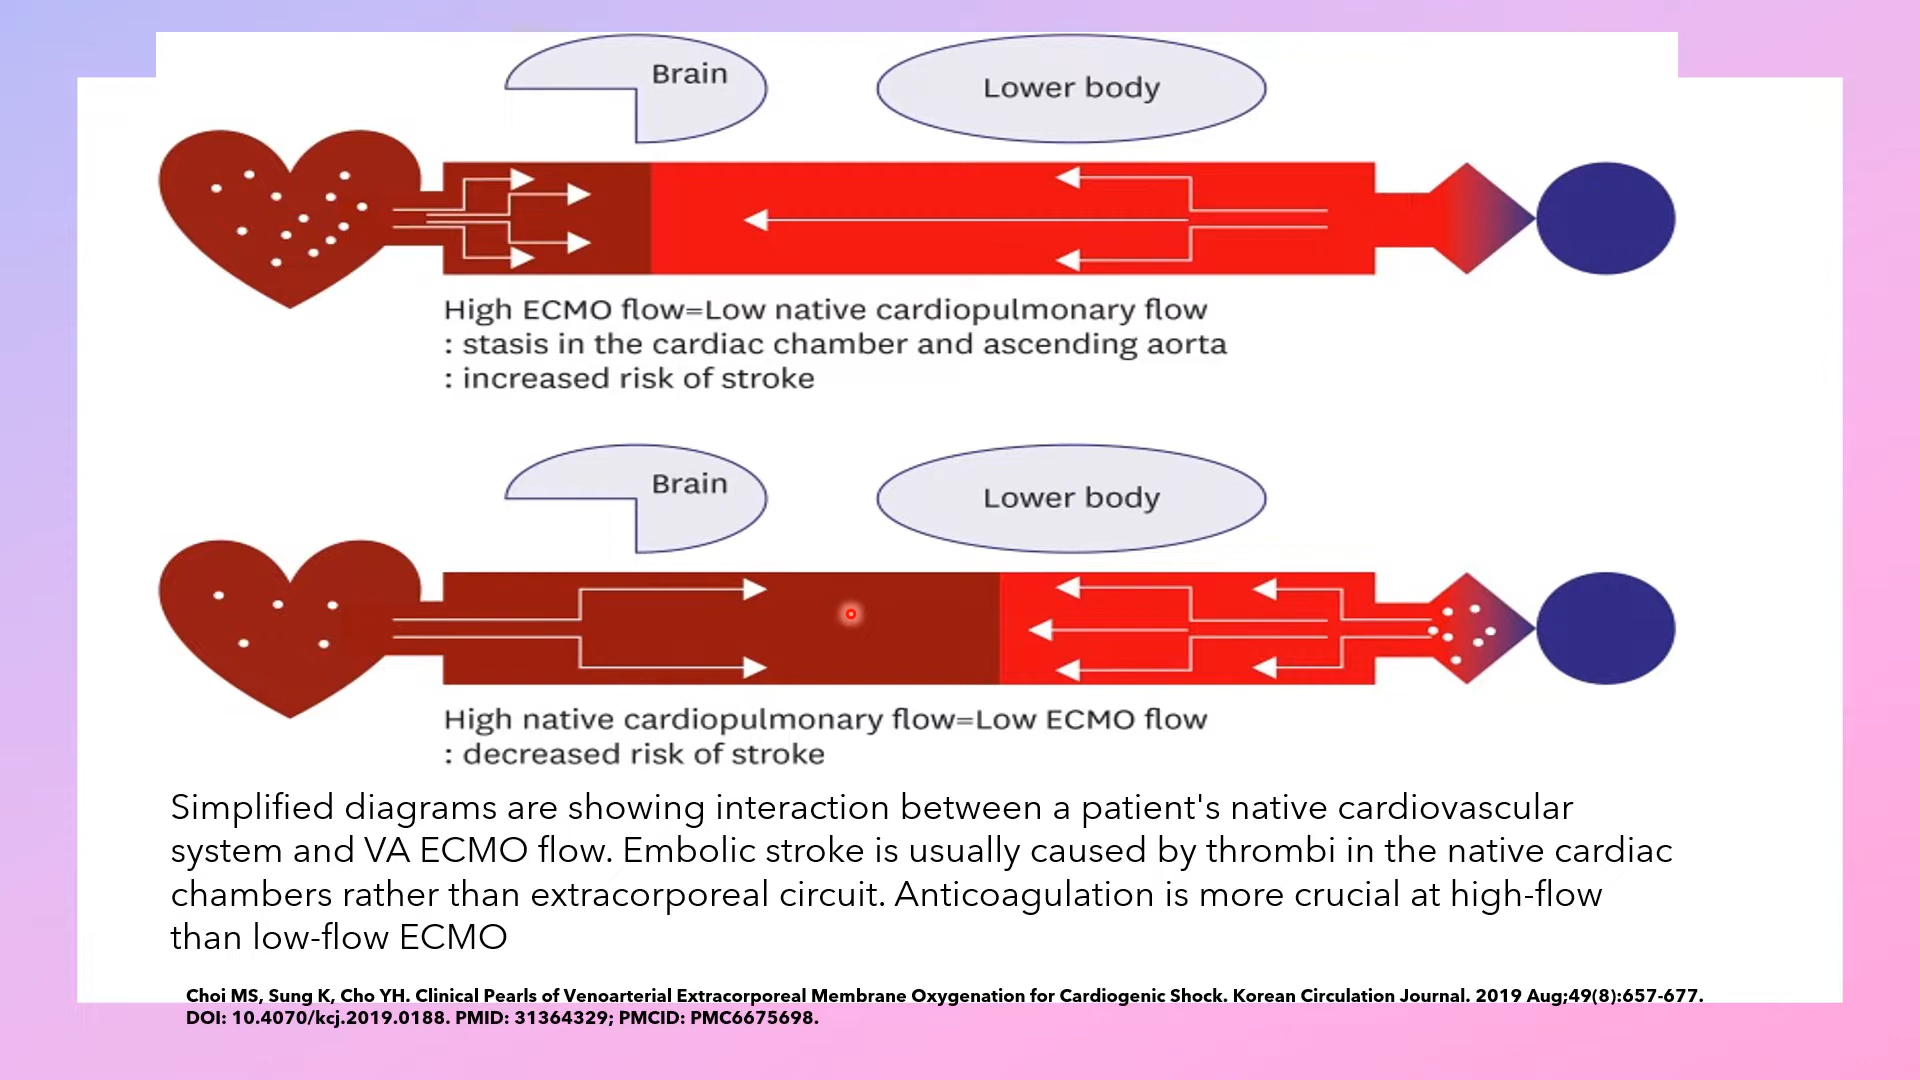 Brain
Lower body
High ECMO flow=Low native cardiopulmonary flow
: stasis in the cardiac chamber and ascending aorta
: increased risk of stroke
Brain
Lower body
High native cardiopulmonary flow=Low ECMO flow
: decreased risk of stroke
Simplified diagrams are showing interaction between a patient's native cardiovascular
system and VA ECMO flow. Embolic stroke is usually caused by thrombi in the native cardiac
chambers rather than extracorporeal circuit. Anticoagulation is more crucial at high-flow
than low-flow ECMO
Choi MS, Sung K, Cho YH. Clinical Pearls of Venoarterial Extracorporeal Membrane Oxygenation for Cardiogenic Shock. Korean Circulation Journal. 2019 Aug;49(8):657-677.
DOI: 10.4070/kcj.2019.0188. PMID: 31364329; PMCID: PMC6675698.